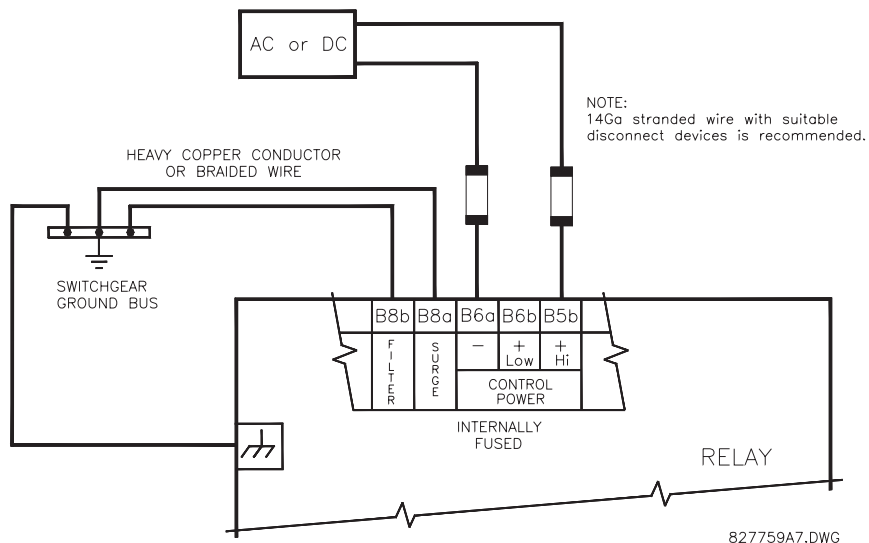 AC or DC
NOTE:
14Ga stranded wire with suitable
disconnect devices is recommended.
HEAVY COPPER CONDUCTOR
OR BRAIDED WIRE
SWITCHGEAR
GROUND BUS
B8b B8a B6a B6b B5b
FILTER
SURGE
− + +
Low Hi
CONTROL
POWER
INTERNALLY
FUSED
RELAY
827759A7.DWG